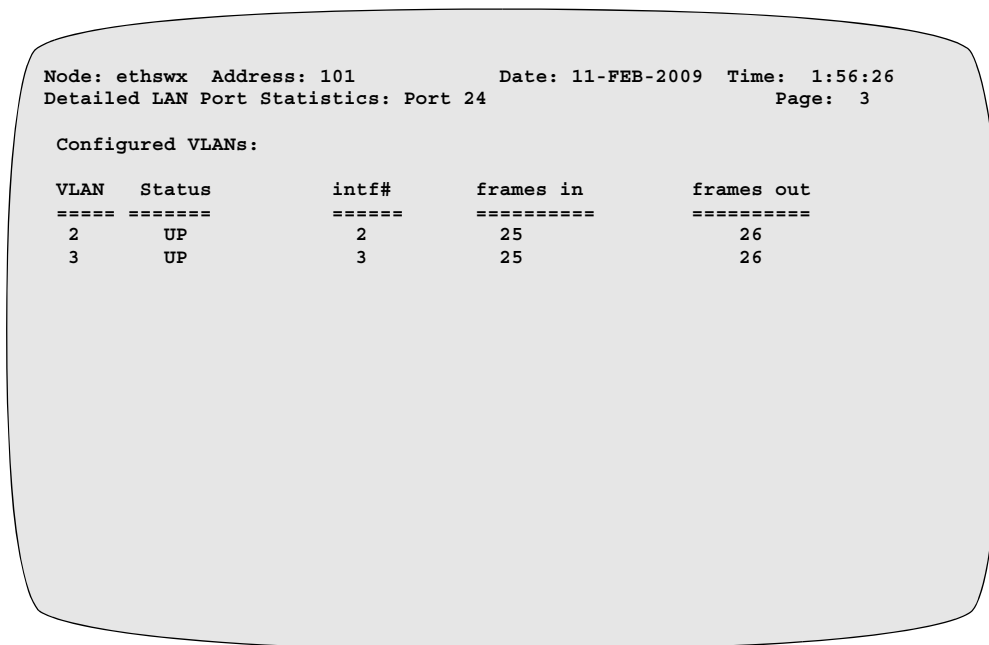 Node: ethswx  Address: 101                Date: 11-FEB-2009  Time:  1:56:26
Detailed LAN Port Statistics: Port 24                                Page:  3
Configured VLANs:
VLAN   Status          intf#       frames in         frames out
===== =======          ======      ==========        ==========
2       UP              2           25                  26
3       UP              3           25                  26